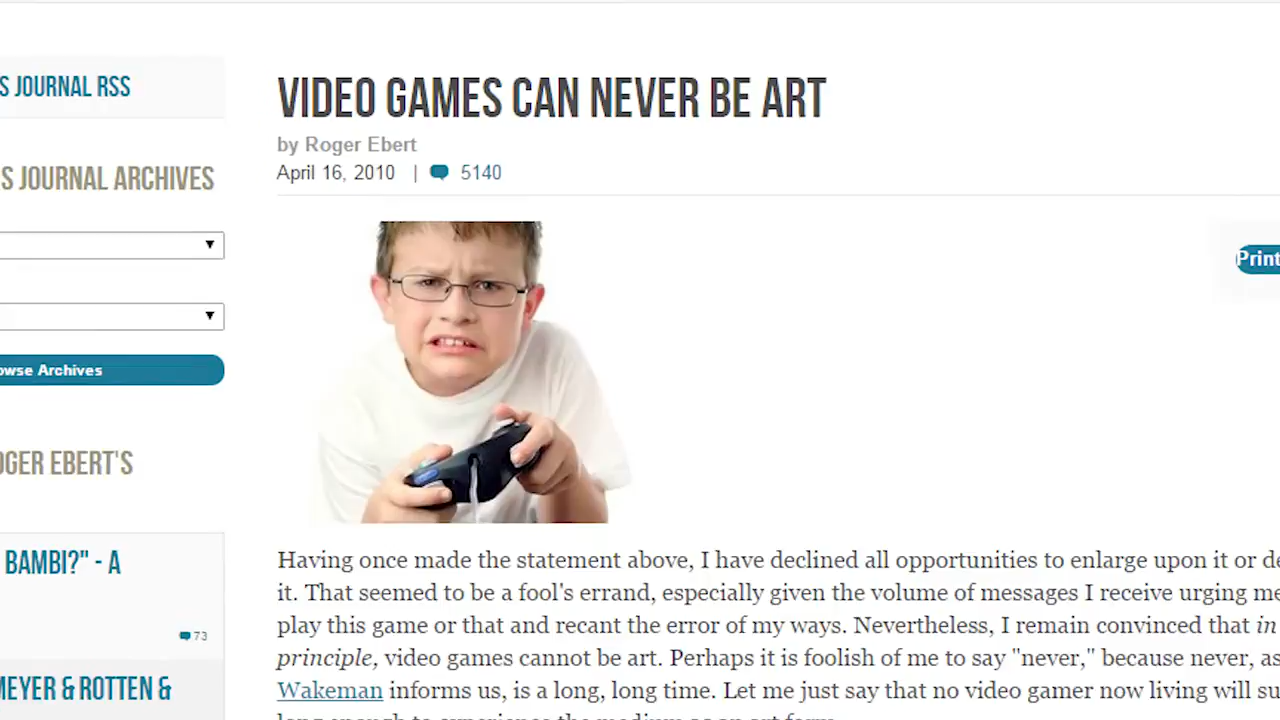 S JOURNAL RSS
S JOURNAL ARCHIVES
owse Archives
OGER EBERT'S
BAMBI?" - A
73
MEYER & ROTTEN &
VIDEO GAMES CAN NEVER BE ART
by Roger Ebert
April 16, 2010 | 5140
Print
Having once made the statement above, I have declined all opportunities to enlarge upon it or de
it. That seemed to be a fool's errand, especially given the volume of messages I receive urging me
play this game or that and recant the error of my ways. Nevertheless, I remain convinced that in
principle, video games cannot be art. Perhaps it is foolish of me to say "never," because never, as
Wakeman informs us, is a long, long time. Let me just say that no video gamer now living will su